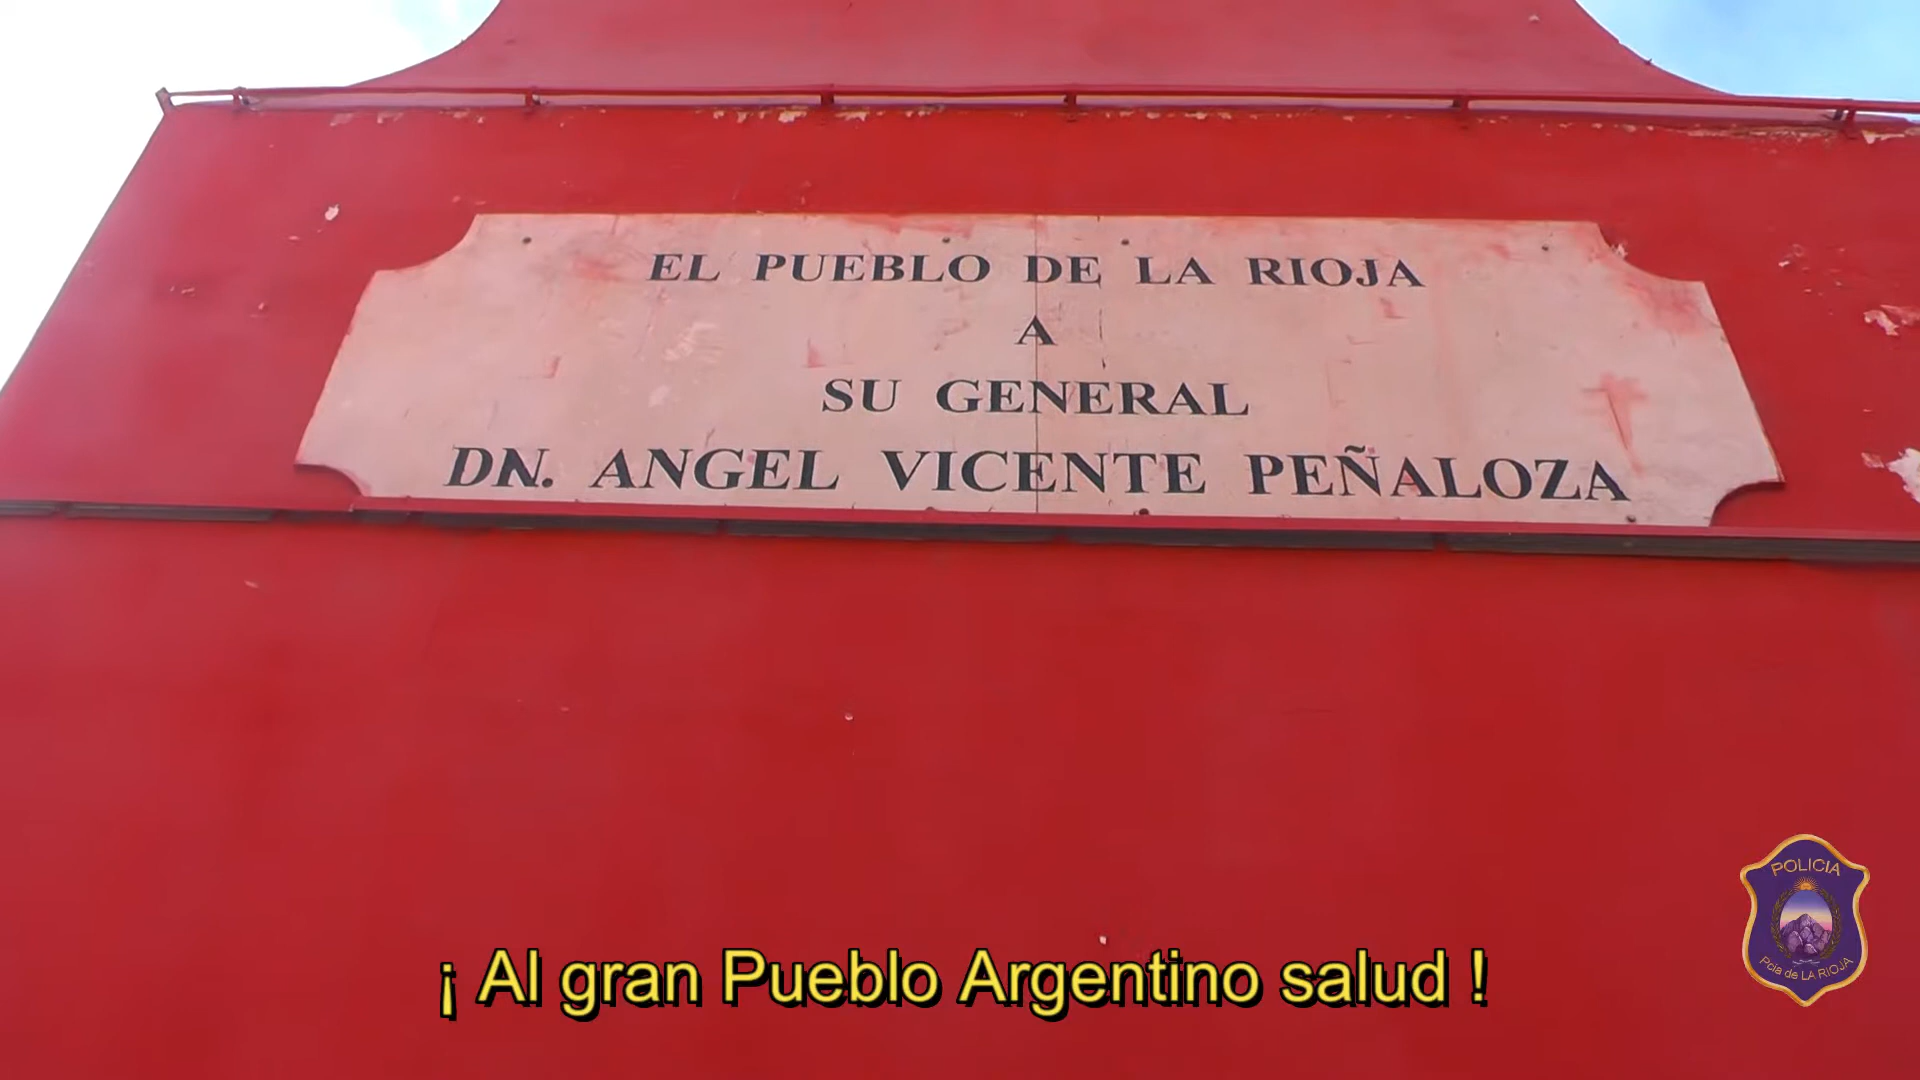 EL PUEBLO DE LA RIOJA
A
SU GENERAL
DN. ANGEL VICENTE PEÑALOZA
POLICIA
Pcia de LA RIOJA
¡ Al gran Pueblo Argentino salud !